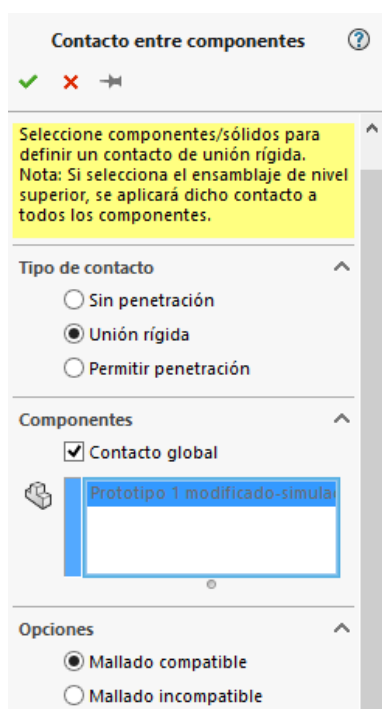 Contacto entre componentes
Seleccione componentes/sólidos para
definir un contacto de unión rígida.
Nota: Si selecciona el ensamblaje de nivel
superior, se aplicará dicho contacto a
todos los componentes.
Tipo de contacto
Sin penetración
Unión rígida
Permitir penetración
Componentes
Contacto global
Prototipo 1 modificado-simula
Opciones
Mallado compatible
Mallado incompatible